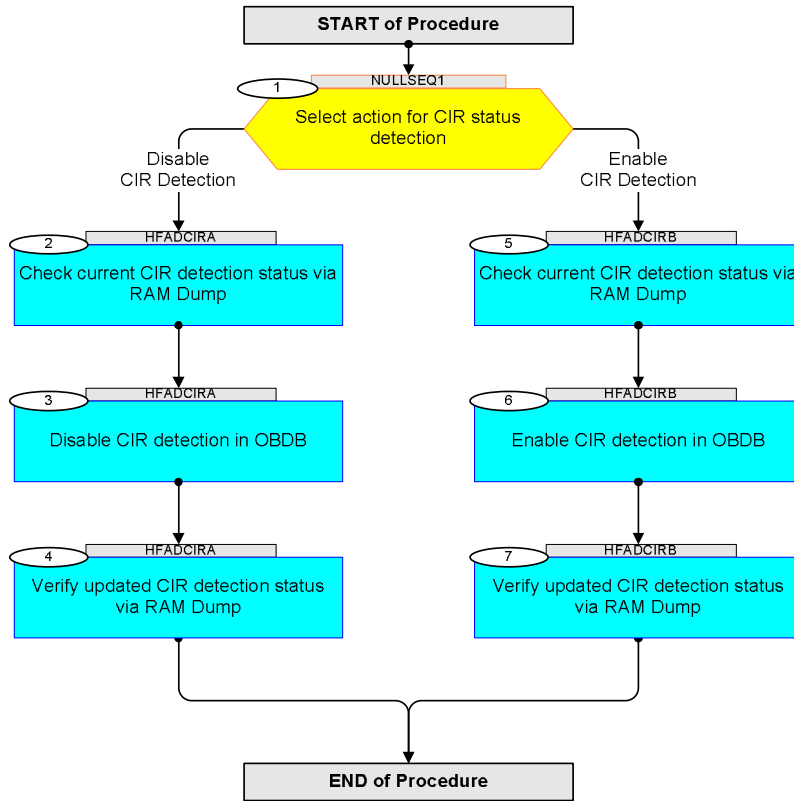 START of Procedure
NULLSEQ1
1
Select action for CIR status
detection
Disable
CIR Detection
Enable
CIR Detection
HFADCIRA
2
Check current CIR detection status via
RAM Dump
HFADCIRB
5
Check current CIR detection status via
RAM Dump
HFADCIRA
3
Disable CIR detection in OBDB
HFADCIRB
6
Enable CIR detection in OBDB
HFADCIRA
4
Verify updated CIR detection status
via RAM Dump
HFADCIRB
7
Verify updated CIR detection status
via RAM Dump
END of Procedure